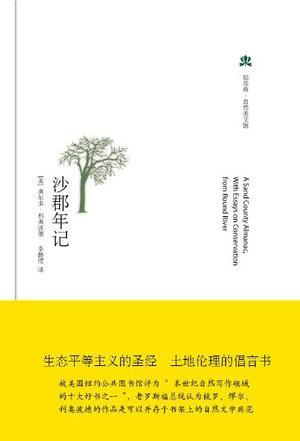 轻经典·自然美文馆
A Sand County Almanac,
With Essays on Conservation
from Round River
沙郡年记
[美] 奥尔多·利奥波德 李静滢 译
生态平等主义的圣经 土地伦理的倡言书
被美国纽约公共图书馆评为“本世纪自然写作领域
的十大好书之一”,老罗斯福总统认为梭罗、缪尔、
利奥波德的作品是可以并存于书架上的自然文学典范